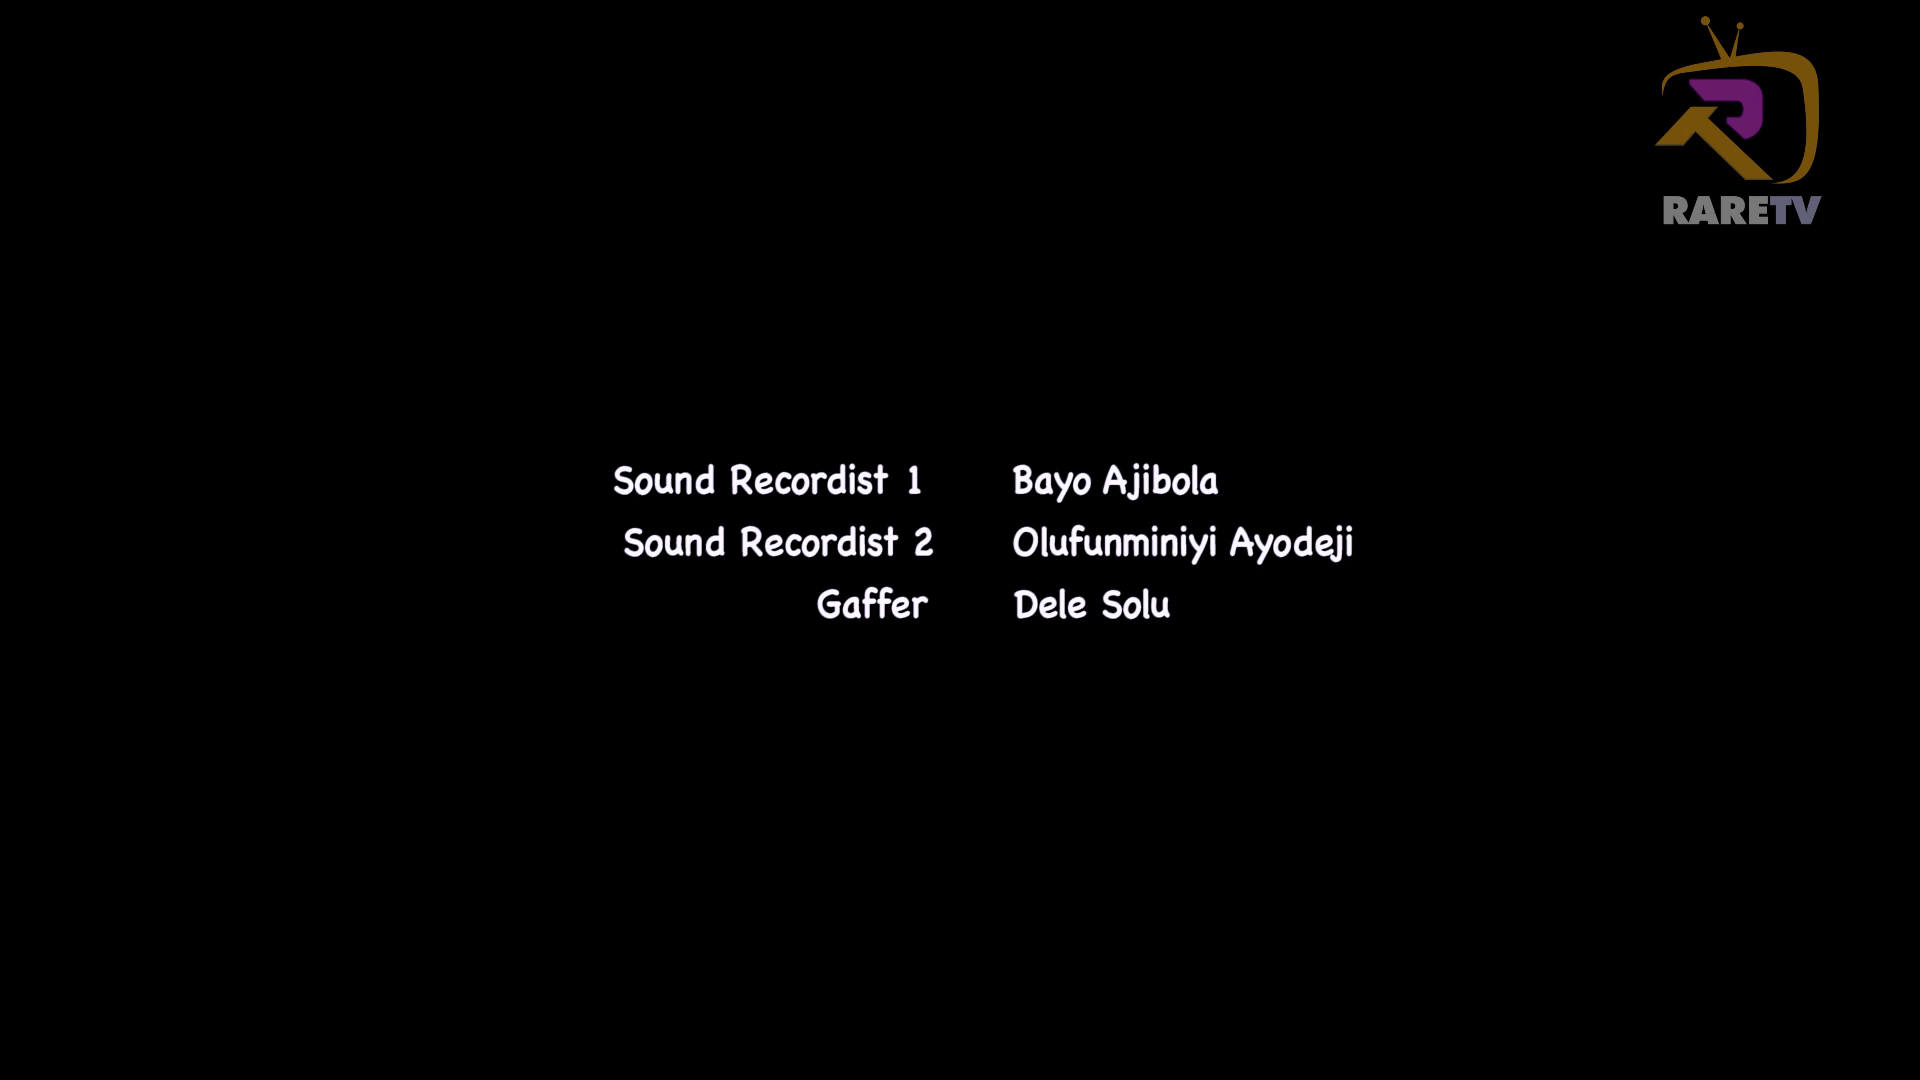 RARETV
Sound Recordist 1 Bayo Ajibola
Sound Recordist 2 Olufunminiyi Ayodeji
Gaffer Dele Solu